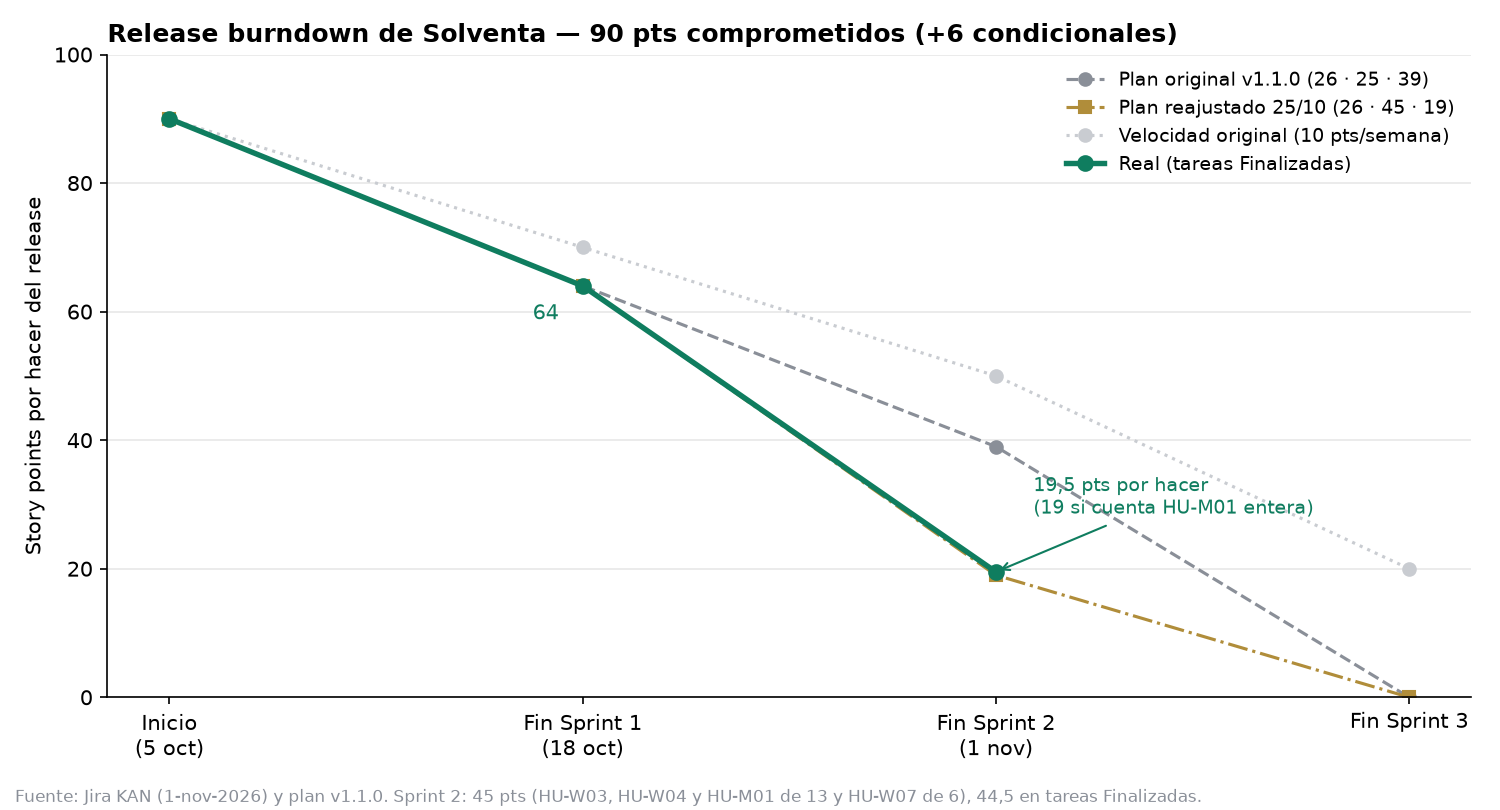 Release burndown de Solventa — 90 pts comprometidos (+6 condicionales)
Plan original v1.1.0 (26 · 25 · 39)
Plan reajustado 25/10 (26 · 45 · 19)
Velocidad original (10 pts/semana)
Real (tareas Finalizadas)
Story points por hacer del release
100
80
60
40
20
0
64
19,5 pts por hacer
(19 si cuenta HU-M01 entera)
Inicio
(5 oct)
Fin Sprint 1
(18 oct)
Fin Sprint 2
(1 nov)
Fin Sprint 3
Fuente: Jira KAN (1-nov-2026) y plan v1.1.0. Sprint 2: 45 pts (HU-W03, HU-W04 y HU-M01 de 13 y HU-W07 de 6), 44,5 en tareas Finalizadas.